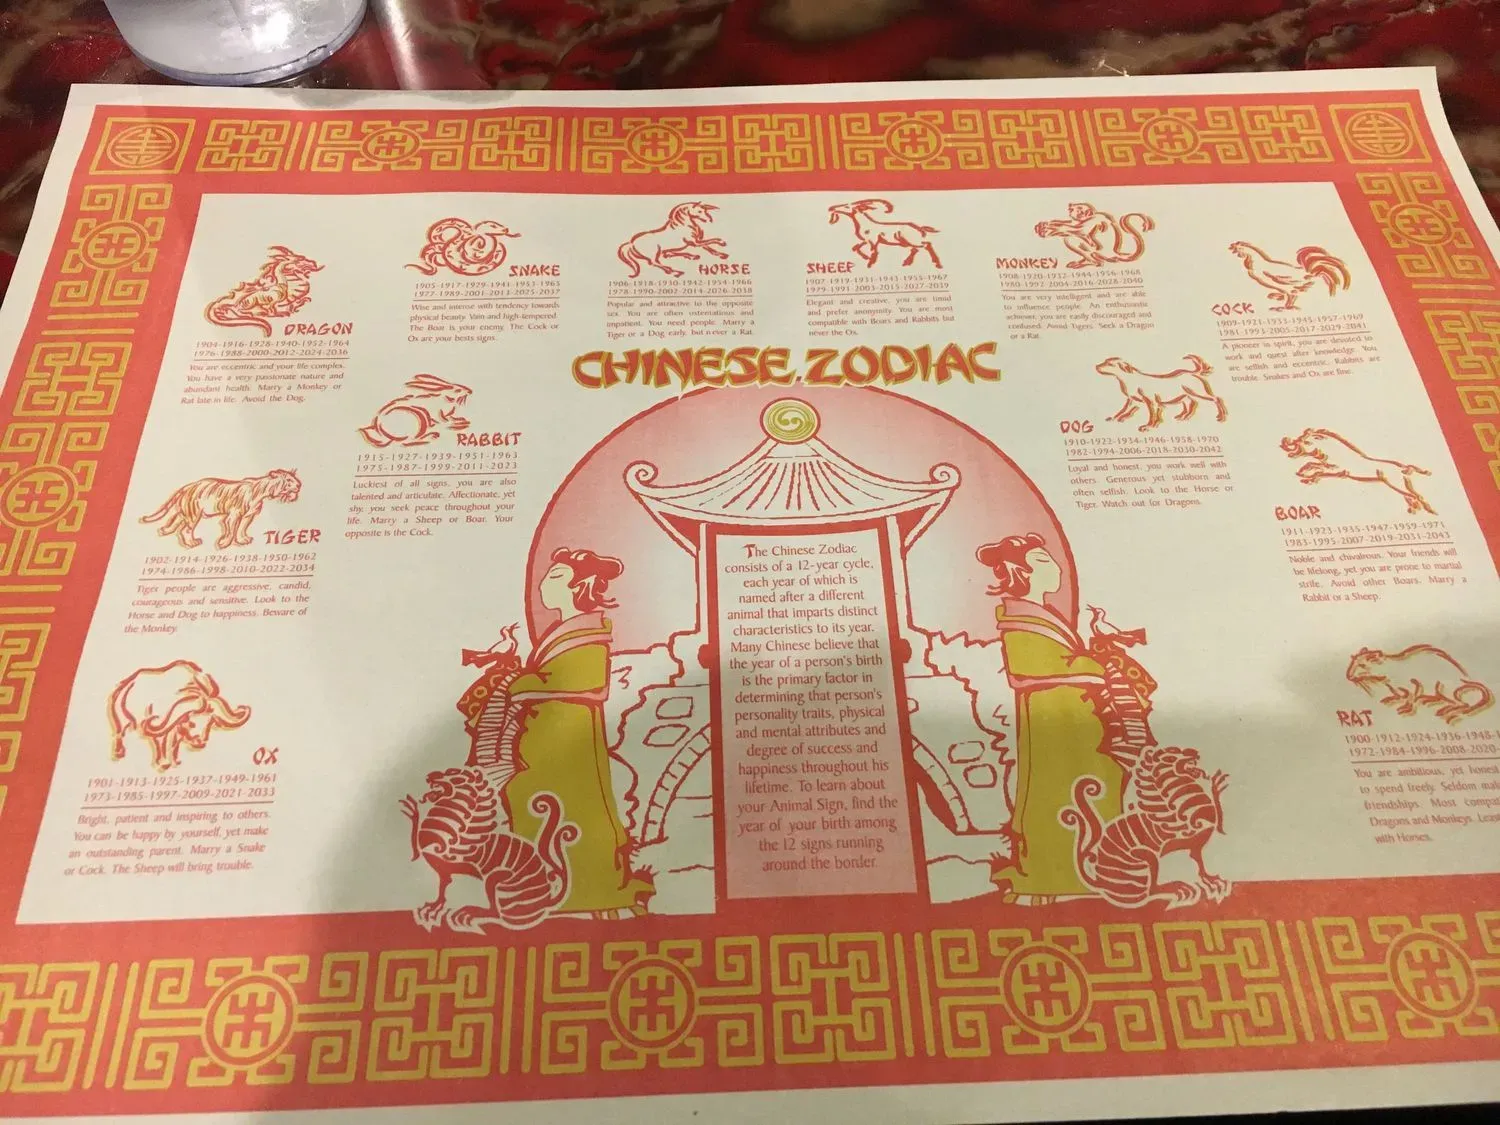 CHINESE ZODIAC
DRAGON
1904-1916-1928-1940-1952-1964
1976-1988-2000-2012-2024-2036
You are eccentric and your life complex.
You have a very passionate nature and
abundant health. Marry a Monkey or
Rat late in life. Avoid the Dog.
SNAKE
1905-1917-1929-1941-1953-1965
1977-1989-2001-2013-2025-2037
Wise and intense with tendency towards
physical beauty. Vain and high-tempered.
The Boar is your enemy. The Cock or
Ox are your bests signs.
HORSE
1906-1918-1930-1942-1954-1966
1978-1990-2002-2014-2026-2038
Popular and attractive to the opposite
sex. You are often ostentatious and
impatient. You need people. Marry a
Tiger or a Dog early, but never a Rat.
SHEEP
1907-1919-1931-1943-1955-1967
1979-1991-2003-2015-2027-2039
Elegant and creative, you are timid
and prefer anonymity. You are most
compatible with Boars and Rabbits but
never the Ox.
MONKEY
1908-1920-1932-1944-1956-1968
1980-1992-2004-2016-2028-2040
You are very intelligent and are able
to influence people. An enthusiastic
achiever, you are easily discouraged and
confused. Avoid Tigers. Seek a Dragon
or a Rat.
COCK
1909-1921-1933-1945-1957-1969
1981-1993-2005-2017-2029-2041
A pioneer in spirit, you are devoted to
work and quest after knowledge. You
are selfish and eccentric. Rabbits are
trouble. Snakes and Ox are fine.
RABBIT
1915-1927-1939-1951-1963
1975-1987-1999-2011-2023
Luckiest of all signs, you are also
talented and articulate. Affectionate, yet
shy, you seek peace throughout your
life. Marry a Sheep or Boar. Your
opposite is the Cock.
DOG
1910-1922-1934-1946-1958-1970
1982-1994-2006-2018-2030-2042
Loyal and honest, you work well with
others. Generous yet stubborn and
often selfish. Look to the Horse or
Tiger. Watch out for Dragons.
TIGER
1902-1914-1926-1938-1950-1962
1974-1986-1998-2010-2022-2034
Tiger people are aggressive, candid,
courageous and sensitive. Look to the
Horse and Dog to happiness. Beware of
the Monkey.
BOAR
1911-1923-1935-1947-1959-1971
1983-1995-2007-2019-2031-2043
Noble and chivalrous. Your friends will
be lifelong, yet you are prone to marital
strife. Avoid other Boars. Marry a
Rabbit or a Sheep.
OX
1901-1913-1925-1937-1949-1961
1973-1985-1997-2009-2021-2033
Bright, patient and inspiring to others.
You can be happy by yourself, yet make
an outstanding parent. Marry a Snake
or Cock. The Sheep will bring trouble.
RAT
1900-1912-1924-1936-1948-
1972-1984-1996-2008-2020-
You are ambitious, yet honest
to spend freely. Seldom
friendships. Most
Dragons and Monkeys.
with Horses.
The Chinese Zodiac
consists of a 12-year cycle,
each year of which is
named after a different
animal that imparts distinct
characteristics to its year.
Many Chinese believe that
the year of a person's birth
is the primary factor in
determining that person's
personality traits, physical
and mental attributes and
degree of success and
happiness throughout his
lifetime. To learn about
your Animal Sign, find the
year of your birth among
the 12 signs running
around the border.